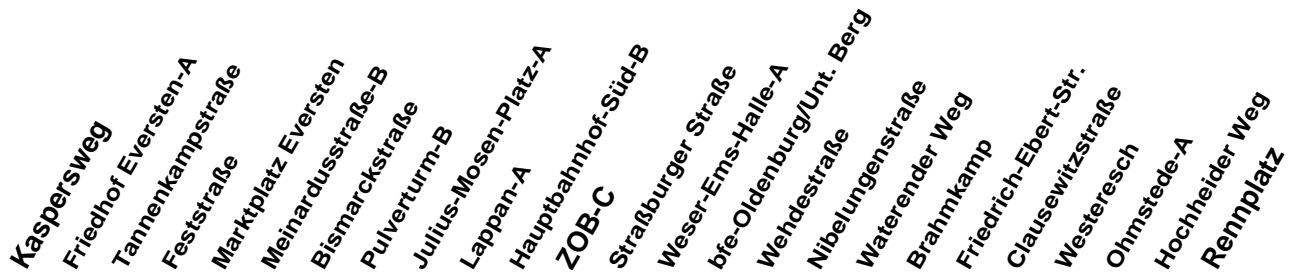 Kaspersweg
Friedhof Eversten-A
Tannenkampstraße
Feststraße
Marktplatz Eversten
Meinardusstraße-B
Bismarckstraße
Pulverturm-B
Julius-Mosen-Platz-A
Lappan-A
Hauptbahnhof-Süd-B
ZOB-C
Straßburger Straße
Weser-Ems-Halle-A
bfe-Oldenburg/Unt. Berg
Wehdestraße
Nibelungenstraße
Waterender Weg
Brahmkamp
Friedrich-Ebert-Str.
Clausewitzstraße
Westeresch
Ohmstede-A
Hochheider Weg
Rennplatz